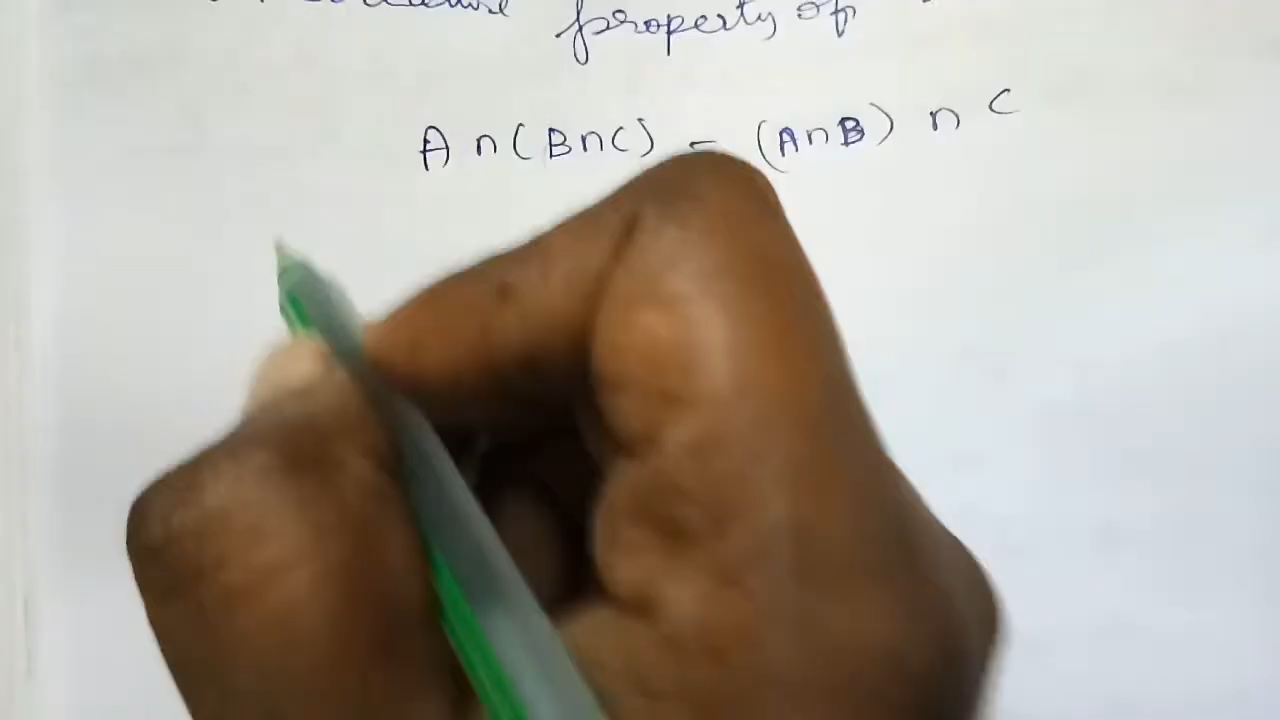 property of
A ∩ (B ∩ C) = (A ∩ B) ∩ C